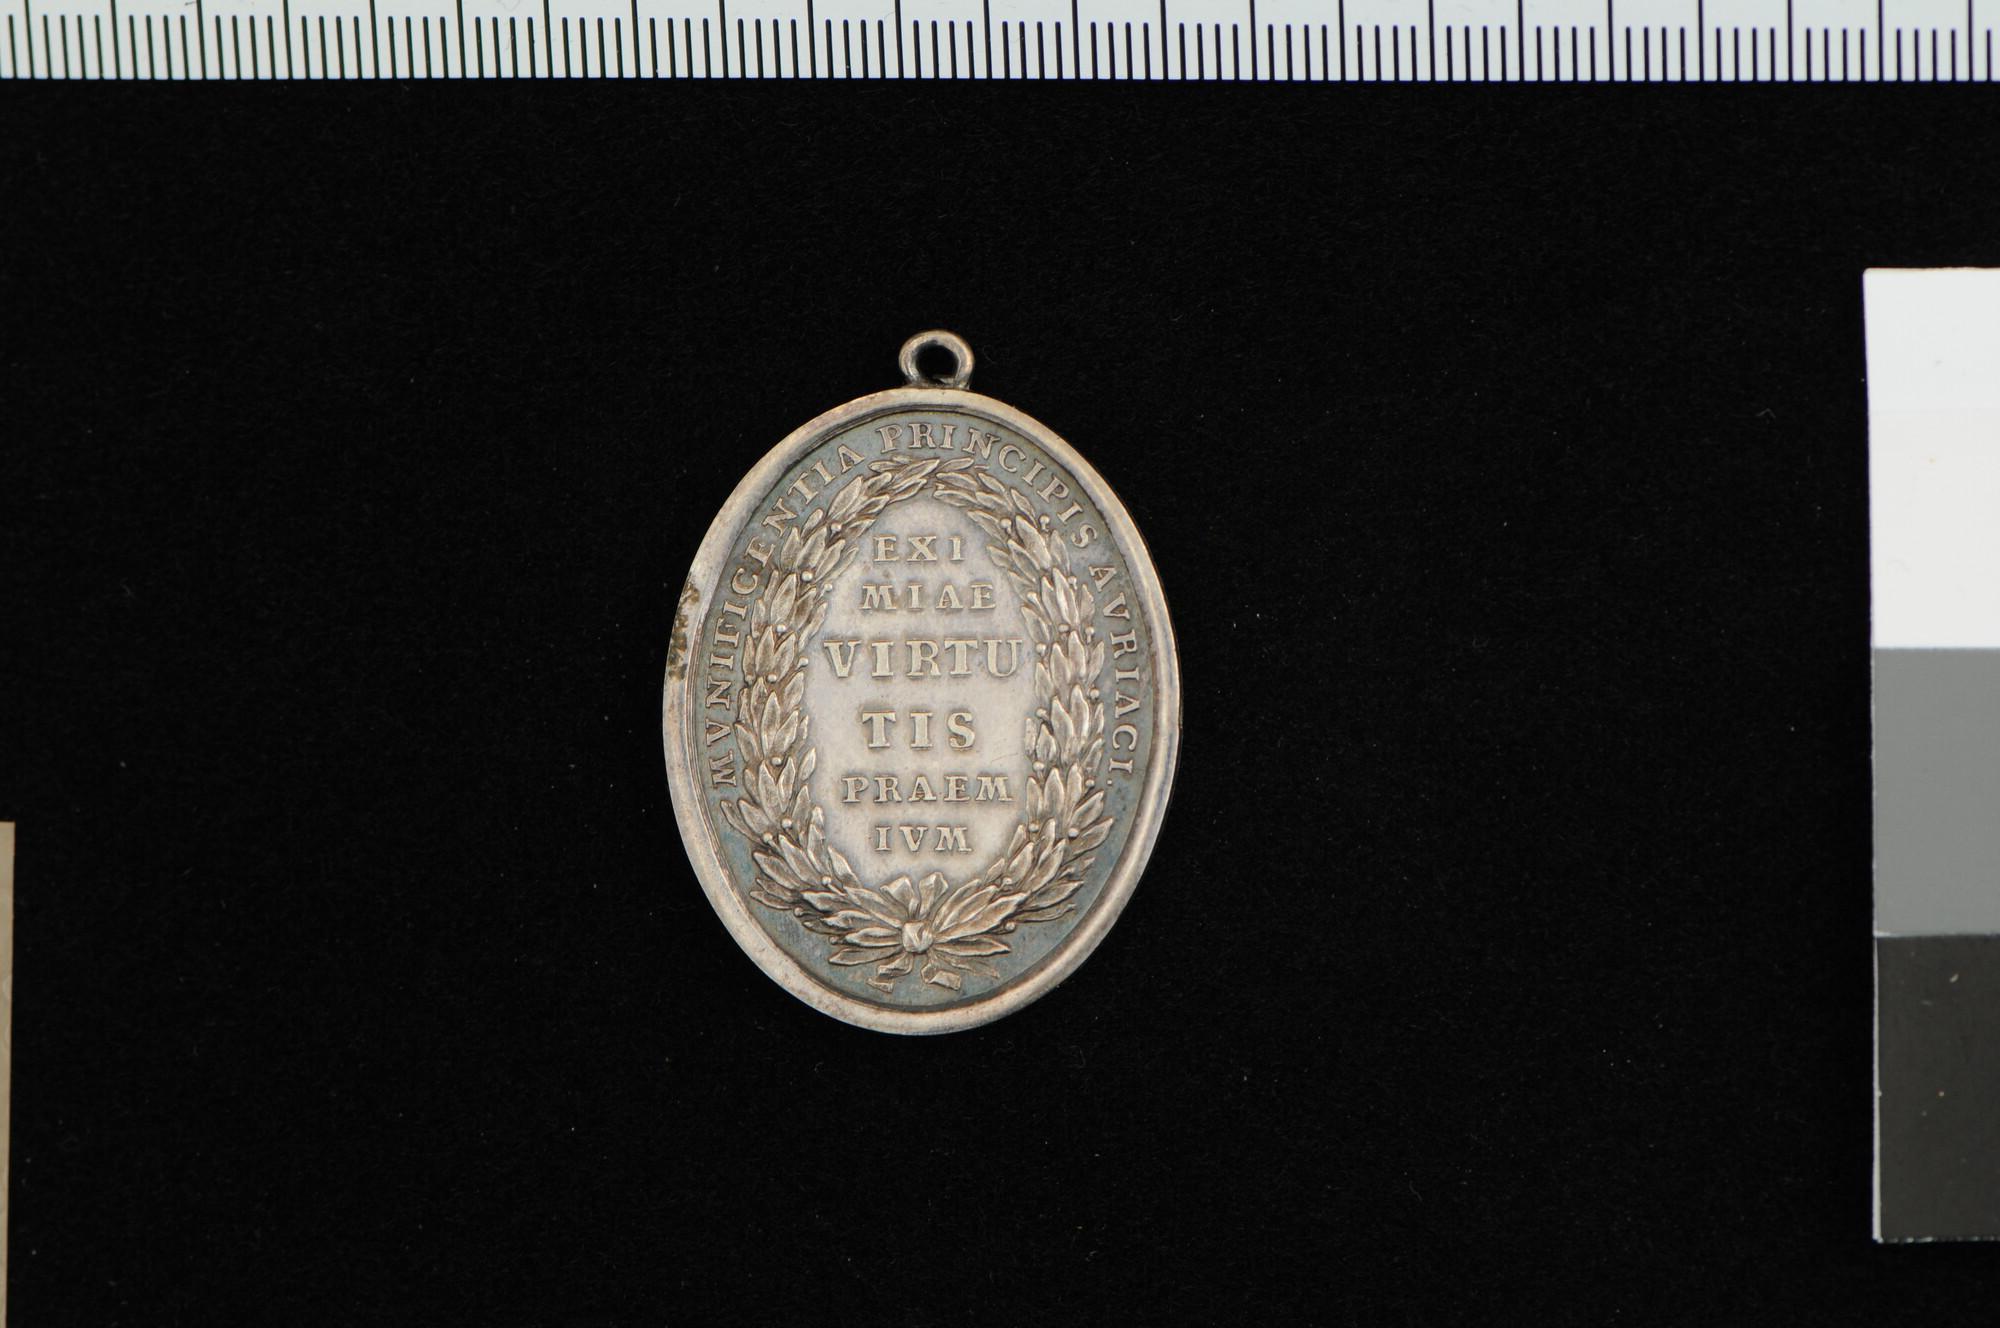 MVNIFICENTIA PRINCIPIS AVRIACI.
EXI
MIAE
VIRTU
TIS
PRAEM
IVM